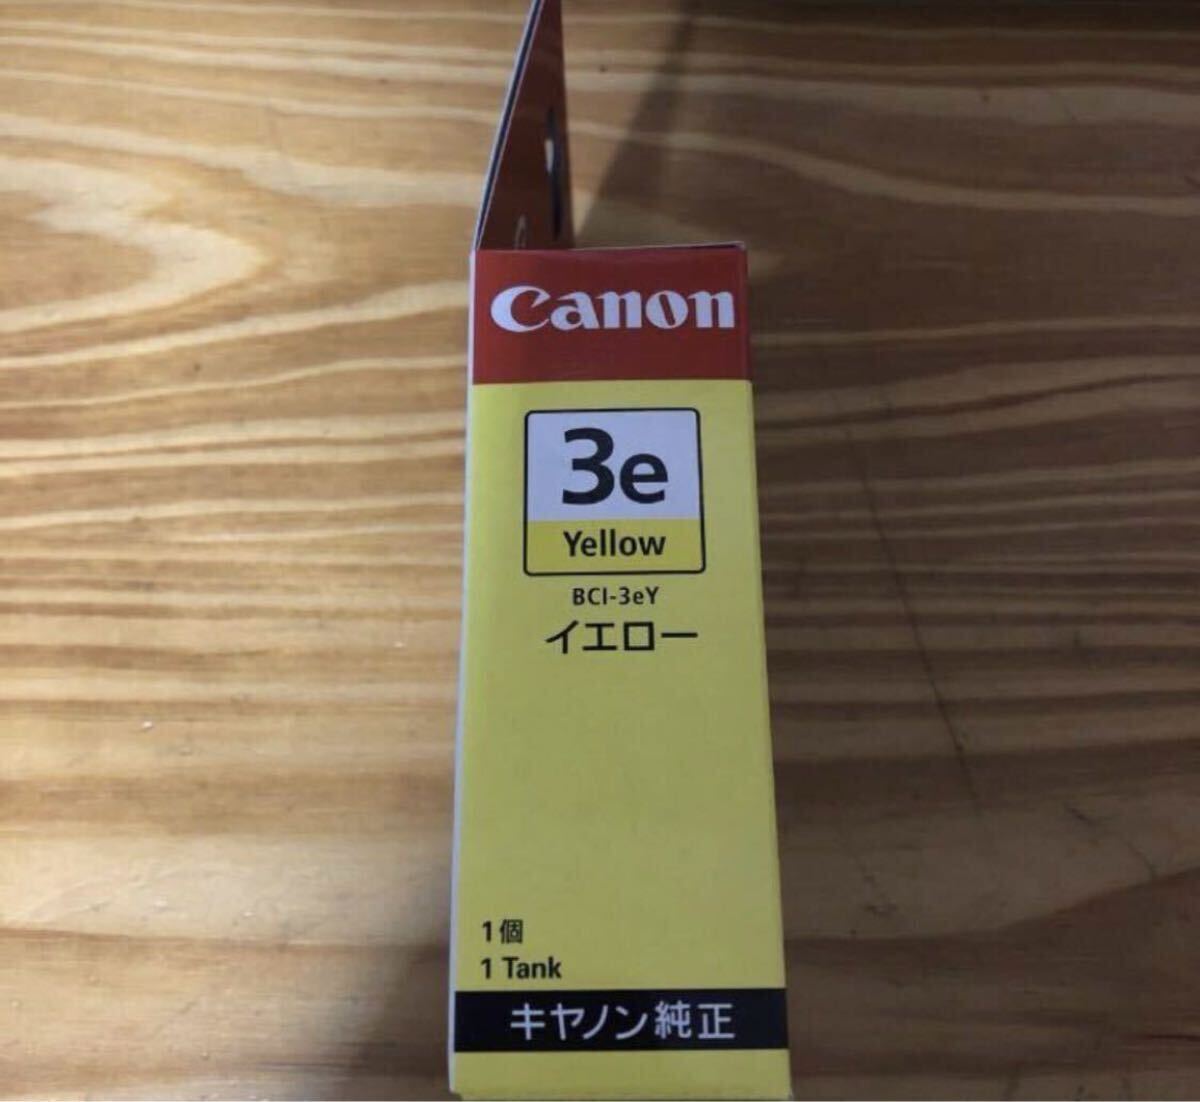 Canon
3e
Yellow
BCI-3eY
イエロー
1個
1 Tank
キヤノン純正